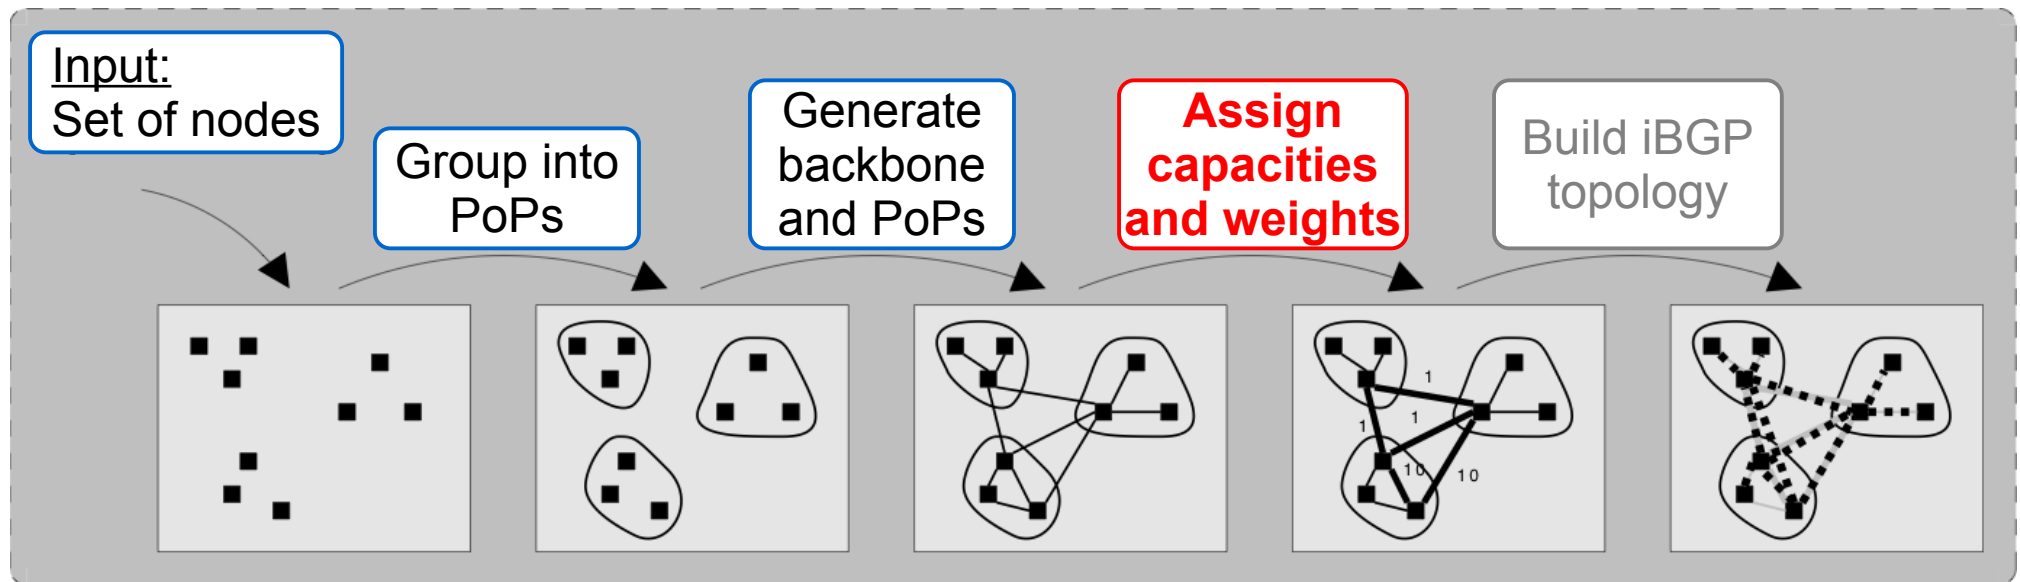 Input:
Set of nodes
Group into
PoPs
Generate
backbone
and PoPs
Assign
capacities
and weights
Build iBGP
topology
1
1
1
10
10